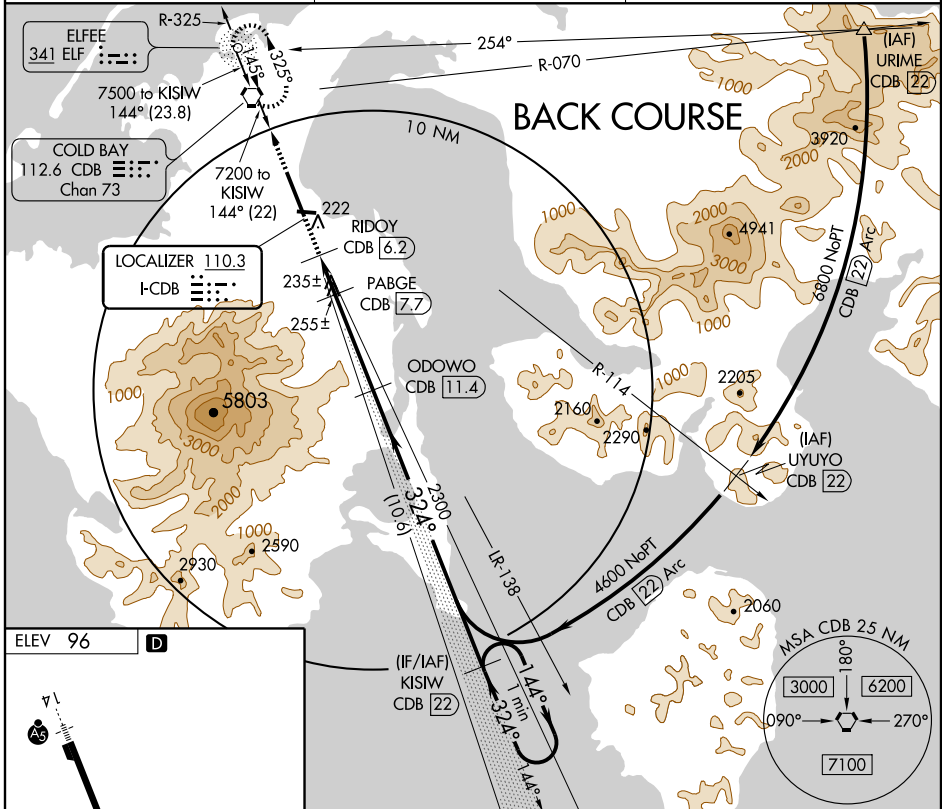 R-325
ELFEE
341 ELF
145°
325°
254°
R-070
(IAF)
URIME
CDB 22
7500 to KISIW
144° (23.8)
BACK COURSE
1000
3920
2000
10 NM
COLD BAY
112.6 CDB
Chan 73
7200 to
KISIW
144° (22)
222
RIDOY
CDB 6.2
1000
2000
4941
3000
1000
6800 NoPT
CDB 22 Arc
LOCALIZER 110.3
I-CDB
235±
PABGE
CDB 7.7
255±
1000
5803
3000
2000
ODOWO
CDB 11.4
R-114
1000
2160
2290
2205
(IAF)
UYUYO
CDB 22
2300
324°
(10.6)
LR-138
4600 NoPT
CDB 22 Arc
1000
2590
2930
2060
ELEV 96
D
(IF/IAF)
KISIW
CDB 22
144°
1 min
324°
144°
MSA CDB 25 NM
180°
3000
6200
090°
270°
7100
14
A5